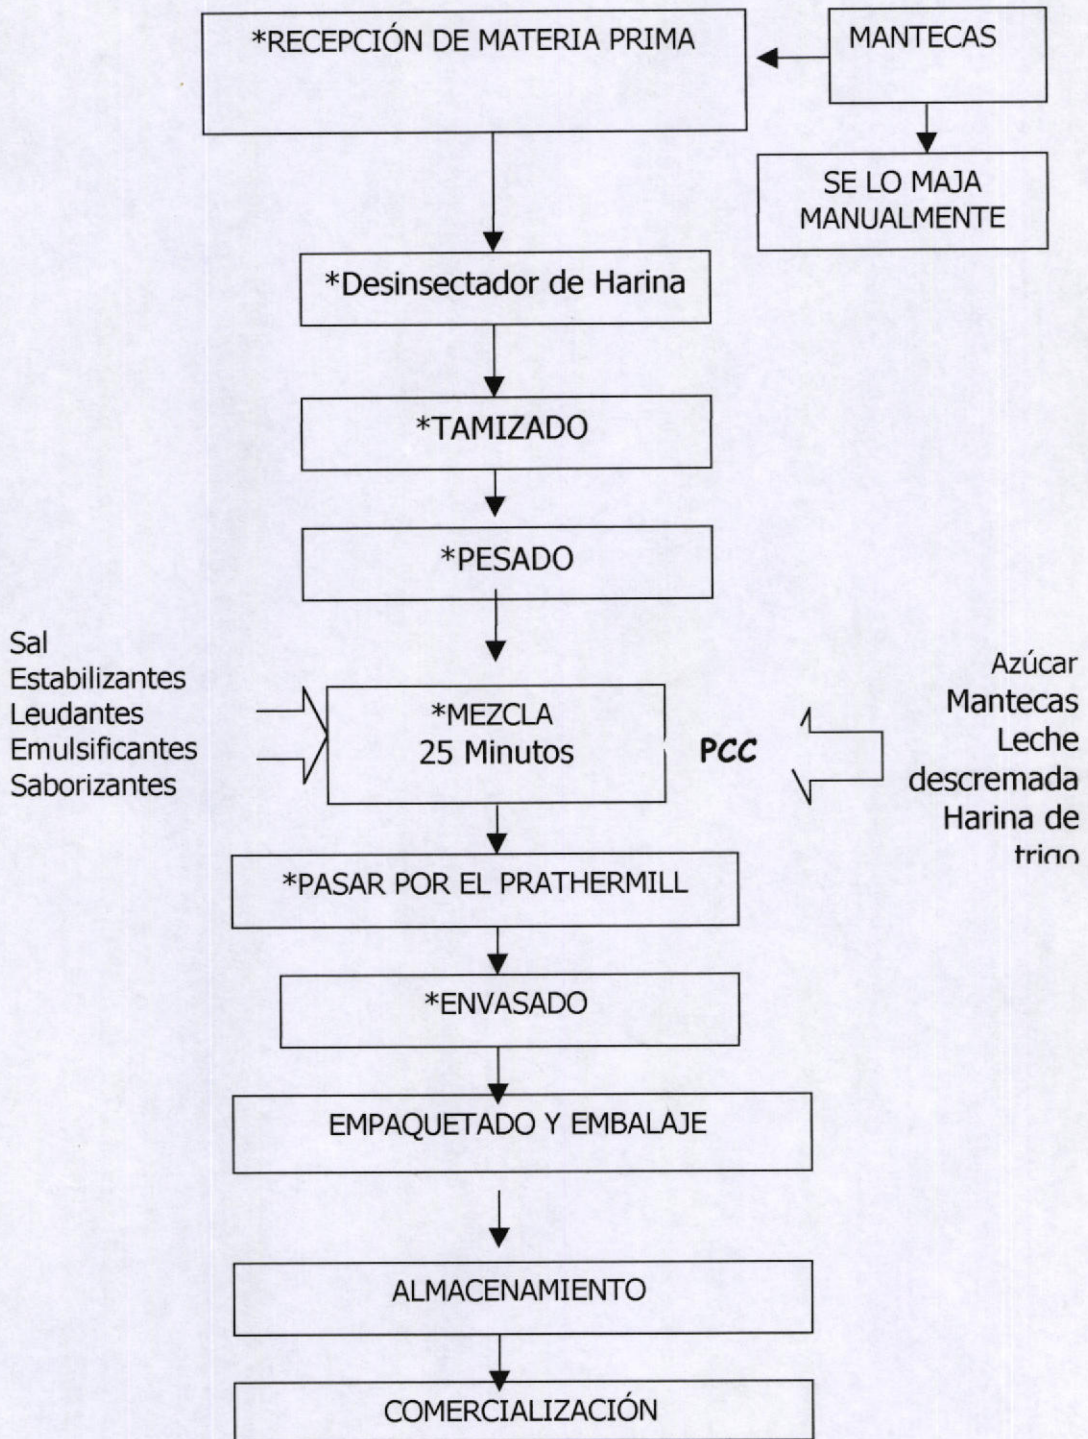 *RECEPCIÓN DE MATERIA PRIMA
MANTECAS
SE LO MAJA
MANUALMENTE
*Desinsectador de Harina
*TAMIZADO
*PESADO
Sal
Estabilizantes
Leudantes
Emulsificantes
Saborizantes
*MEZCLA
25 Minutos
PCC
Azúcar
Mantecas
Leche
descremada
Harina de
trigo
*PASAR POR EL PRATHERMILL
*ENVASADO
EMPAQUETADO Y EMBALAJE
ALMACENAMIENTO
COMERCIALIZACIÓN